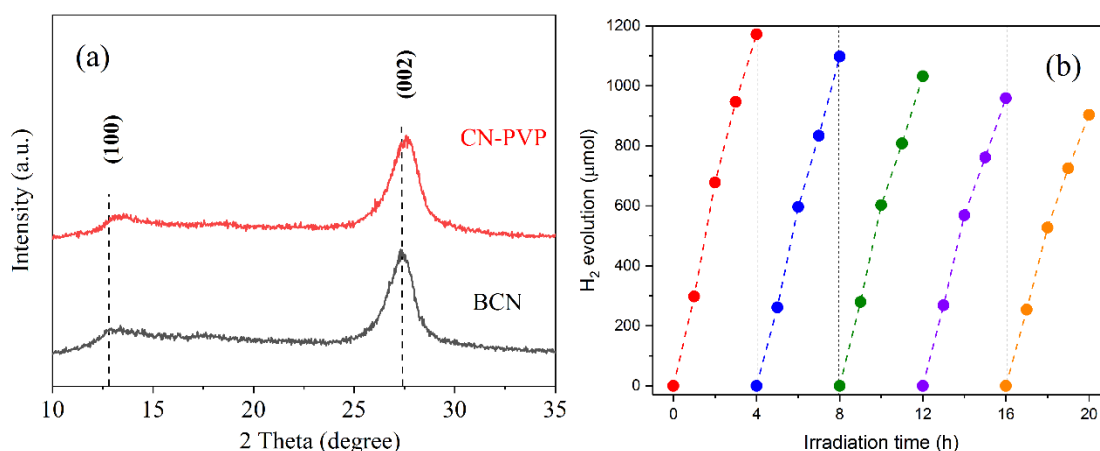 (a)
(100)
(002)
CN-PVP
BCN
Intensity (a.u.)
10 15 20 25 30 35
2 Theta (degree)
(b)
H₂ evolution (μmol)
1200
1000
800
600
400
200
0
0 4 8 12 16 20
Irradiation time (h)